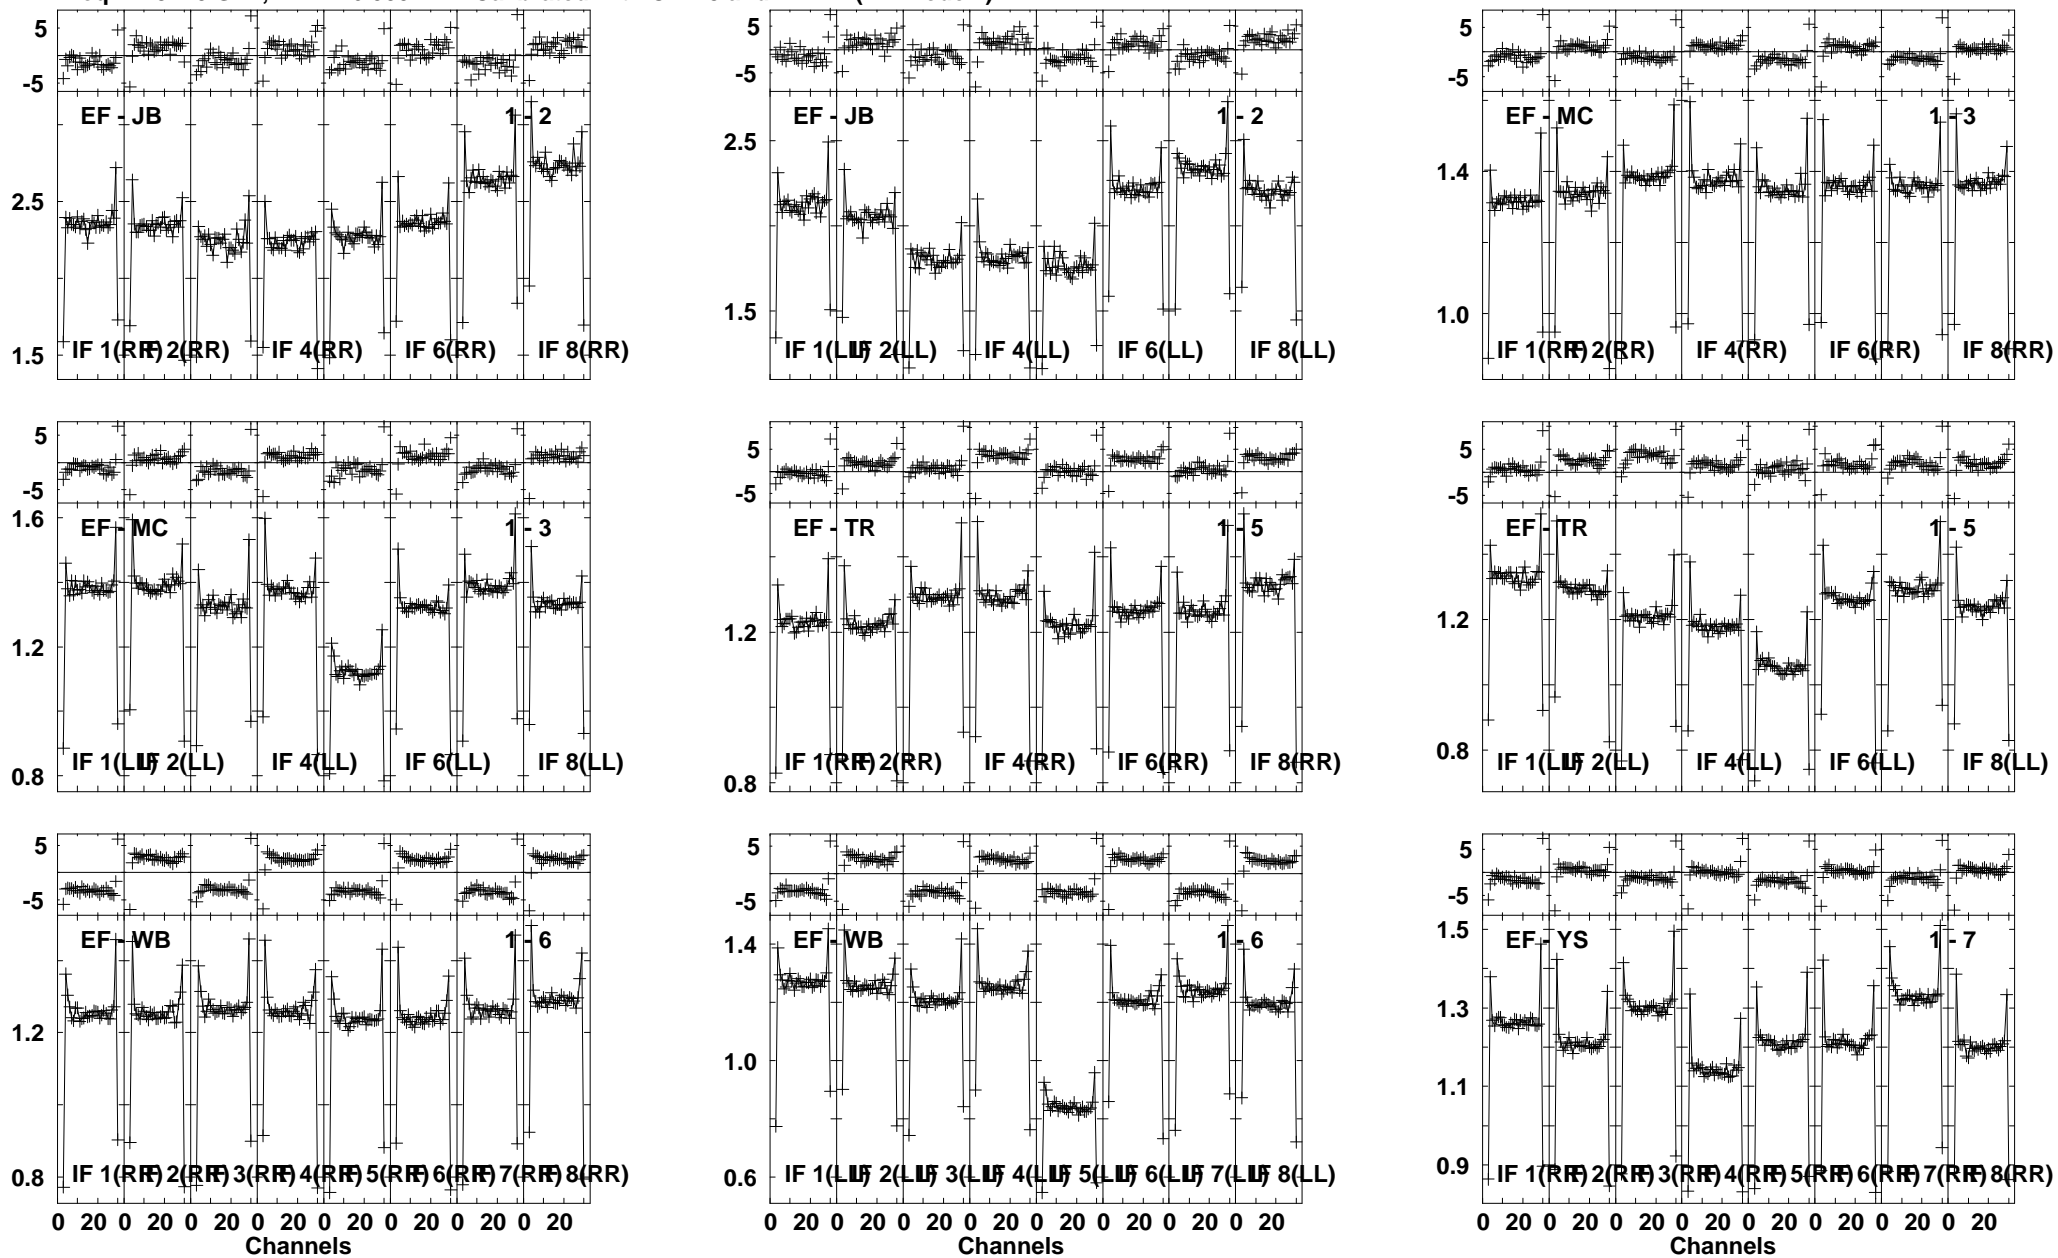 5 5 5
-5 -5 -5
EF - JB 1 - 2 EF - JB 1 - 2 EF - MC 1 - 3
2.5 2.5 1.4
1.5 1.5 1.0
IF 1(RR) IF 2(RR) IF 4(RR) IF 6(RR) IF 8(RR) IF 1(LL) IF 2(LL) IF 4(LL) IF 6(LL) IF 8(LL) IF 1(RR) IF 2(RR) IF 4(RR) IF 6(RR) IF 8(RR)
5 5 5
-5 -5 -5
EF - MC 1 - 3 EF - TR 1 - 5 EF - TR 1 - 5
1.6
1.2 1.2 1.2
IF 1(LL) IF 2(LL) IF 4(LL) IF 6(LL) IF 8(LL) IF 1(RR) IF 2(RR) IF 4(RR) IF 6(RR) IF 8(RR) IF 1(LL) IF 2(LL) IF 4(LL) IF 6(LL) IF 8(LL)
0.8 0.8 0.8
5 5 5
-5 -5 -5
EF - WB 1 - 6 EF - WB 1 - 6 EF - YS 1 - 7
1.4 1.5
1.2 1.0 1.3
1.1
0.8 0.6 0.9
IF 1(RR) IF 2(RR) IF 3(RR) IF 4(RR) IF 5(RR) IF 6(RR) IF 7(RR) IF 8(RR) IF 1(LL) IF 2(LL) IF 3(LL) IF 4(LL) IF 5(LL) IF 6(LL) IF 7(LL) IF 8(LL) IF 1(RR) IF 2(RR) IF 3(RR) IF 4(RR) IF 5(RR) IF 6(RR) IF 7(RR) IF 8(RR)
0 20 0 20 0 20 0 20 0 20 0 20 0 20 0 20 0 20 0 20 0 20 0 20 0 20 0 20 0 20 0 20 0 20 0 20 0 20 0 20 0 20 0 20 0 20 0 20
Channels Channels Channels